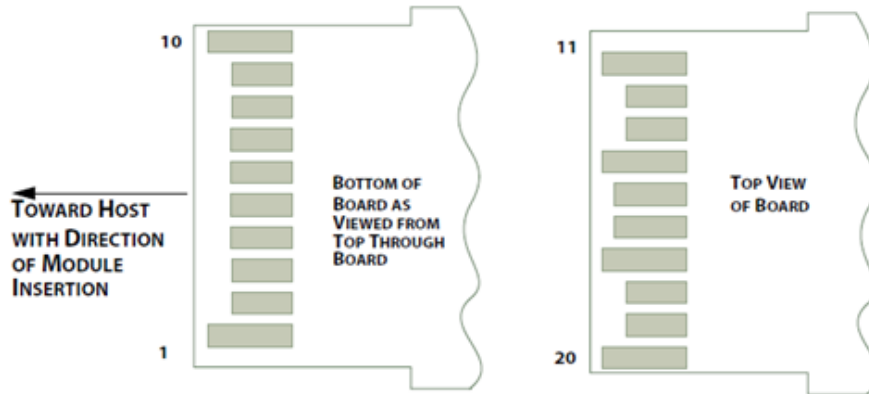 10
BOTTOM OF
BOARD AS
VIEWED FROM
TOP THROUGH
BOARD
TOWARD HOST
WITH DIRECTION
OF MODULE
INSERTION
1
11
TOP VIEW
OF BOARD
20